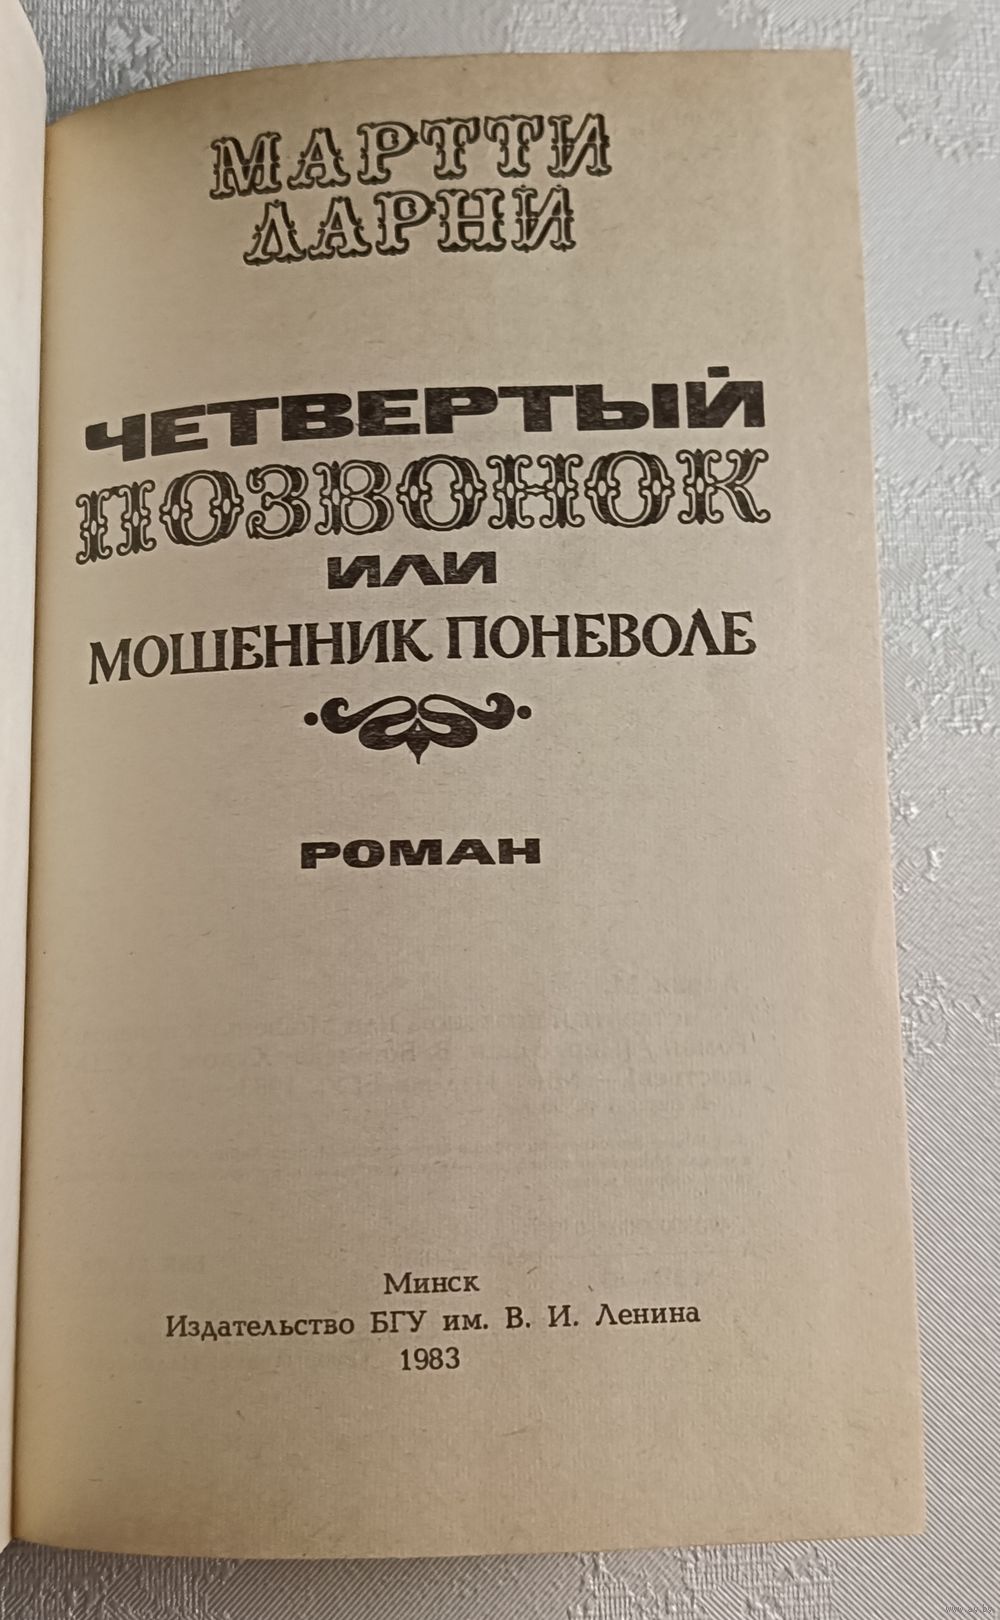 МАРТТИ
ЛАРНИ
ЧЕТВЕРТЫЙ
ПОЗВОНОК
ИЛИ
МОШЕННИК ПОНЕВОЛЕ
РОМАН
Минск
Издательство БГУ им. В. И. Ленина
1983